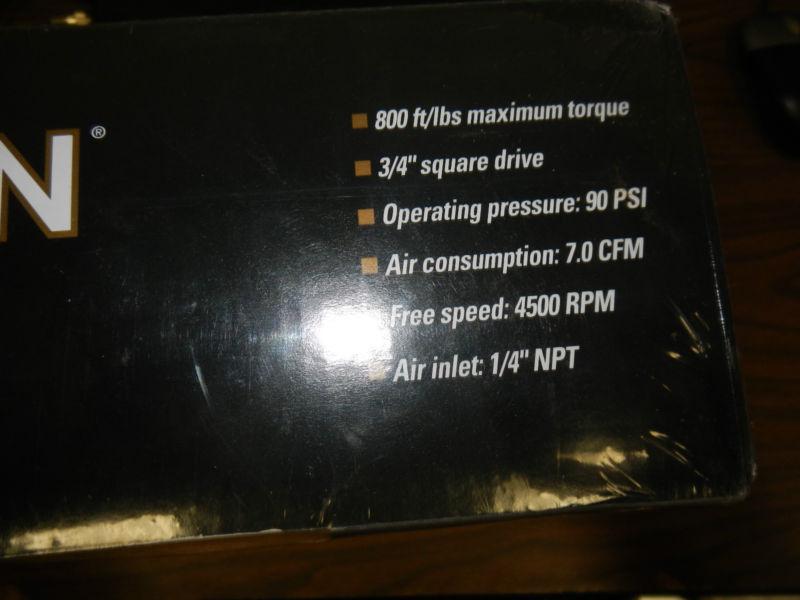 N®
800 ft/lbs maximum torque
3/4" square drive
Operating pressure: 90 PSI
Air consumption: 7.0 CFM
Free speed: 4500 RPM
Air inlet: 1/4" NPT